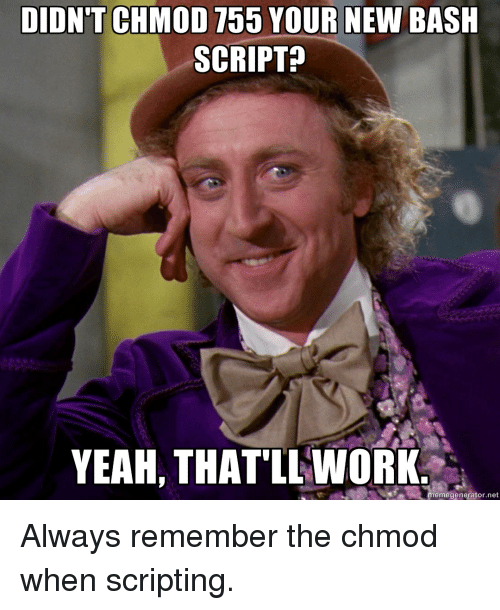 DIDN'T CHMOD 755 YOUR NEW BASH
SCRIPT?
YEAH, THAT'LL WORK.
memegenerator.net
Always remember the chmod
when scripting.